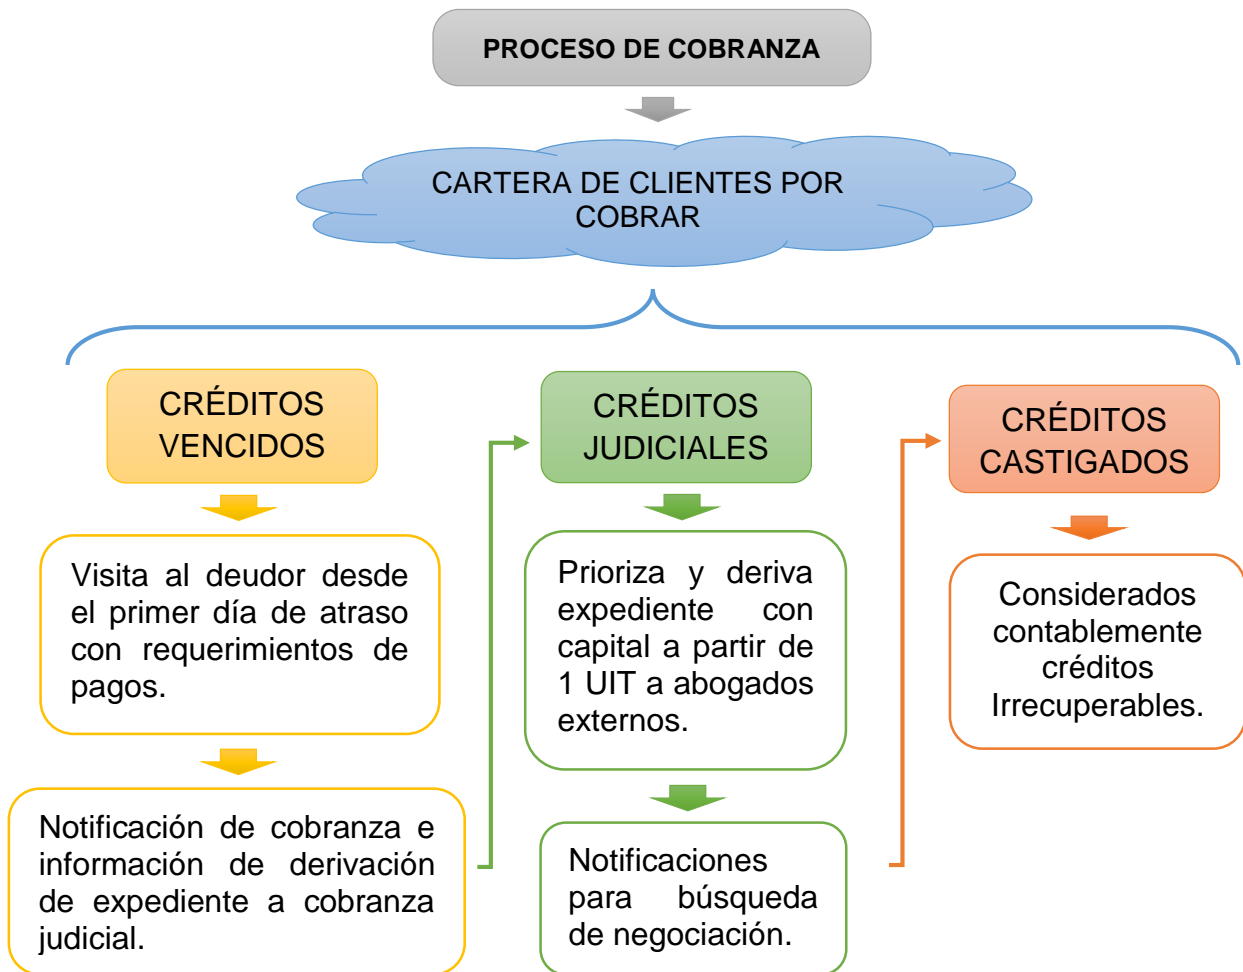 PROCESO DE COBRANZA
CARTERA DE CLIENTES POR
COBRAR
CRÉDITOS
VENCIDOS
Visita al deudor desde
el primer día de atraso
con requerimientos de
pagos.
Notificación de cobranza e
información de derivación
de expediente a cobranza
judicial.
CRÉDITOS
JUDICIALES
Prioriza y deriva
expediente con
capital a partir de
1 UIT a abogados
externos.
Notificaciones
para búsqueda
de negociación.
CRÉDITOS
CASTIGADOS
Considerados
contablemente
créditos
Irrecuperables.